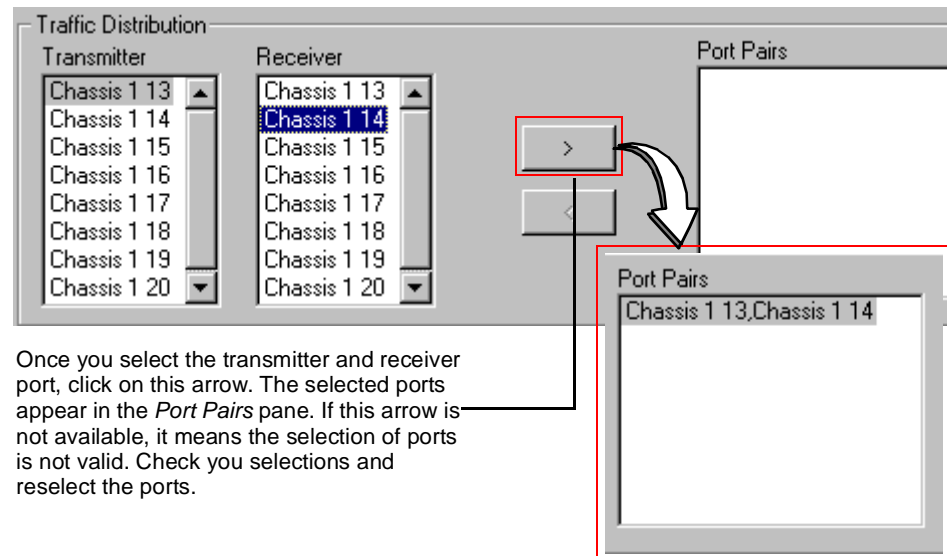 Traffic Distribution
Transmitter
Chassis 1 13
Chassis 1 14
Chassis 1 15
Chassis 1 16
Chassis 1 17
Chassis 1 18
Chassis 1 19
Chassis 1 20
Receiver
Chassis 1 13
Chassis 1 14
Chassis 1 15
Chassis 1 16
Chassis 1 17
Chassis 1 18
Chassis 1 19
Chassis 1 20
>
<
Port Pairs
Port Pairs
Chassis 1 13,Chassis 1 14
Once you select the transmitter and receiver
port, click on this arrow. The selected ports
appear in the Port Pairs pane. If this arrow is
not available, it means the selection of ports
is not valid. Check you selections and
reselect the ports.